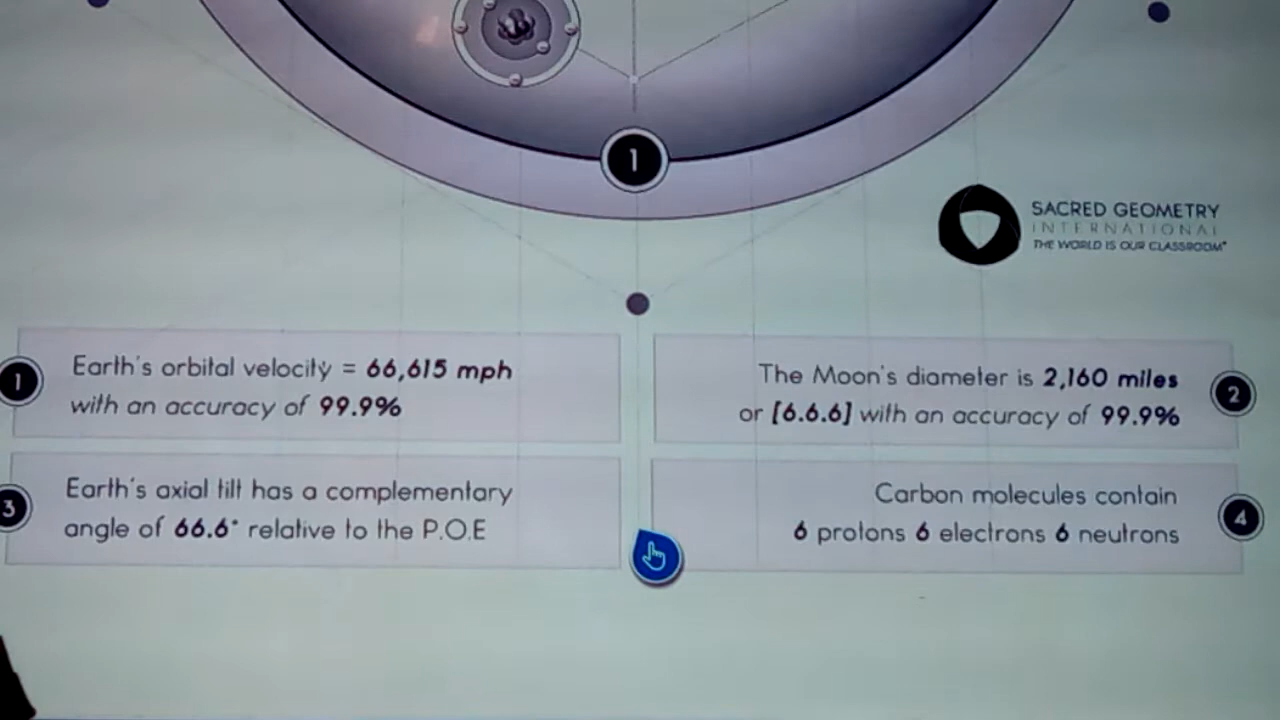 1
SACRED GEOMETRY
INTERNATIONAL
THE WORLD IS OUR CLASSROOM
1
Earth's orbital velocity = 66,615 mph
with an accuracy of 99.9%
The Moon's diameter is 2,160 miles
or [6.6.6] with an accuracy of 99.9%
2
3
Earth's axial tilt has a complementary
angle of 66.6° relative to the P.O.E
Carbon molecules contain
6 protons 6 electrons 6 neutrons
4